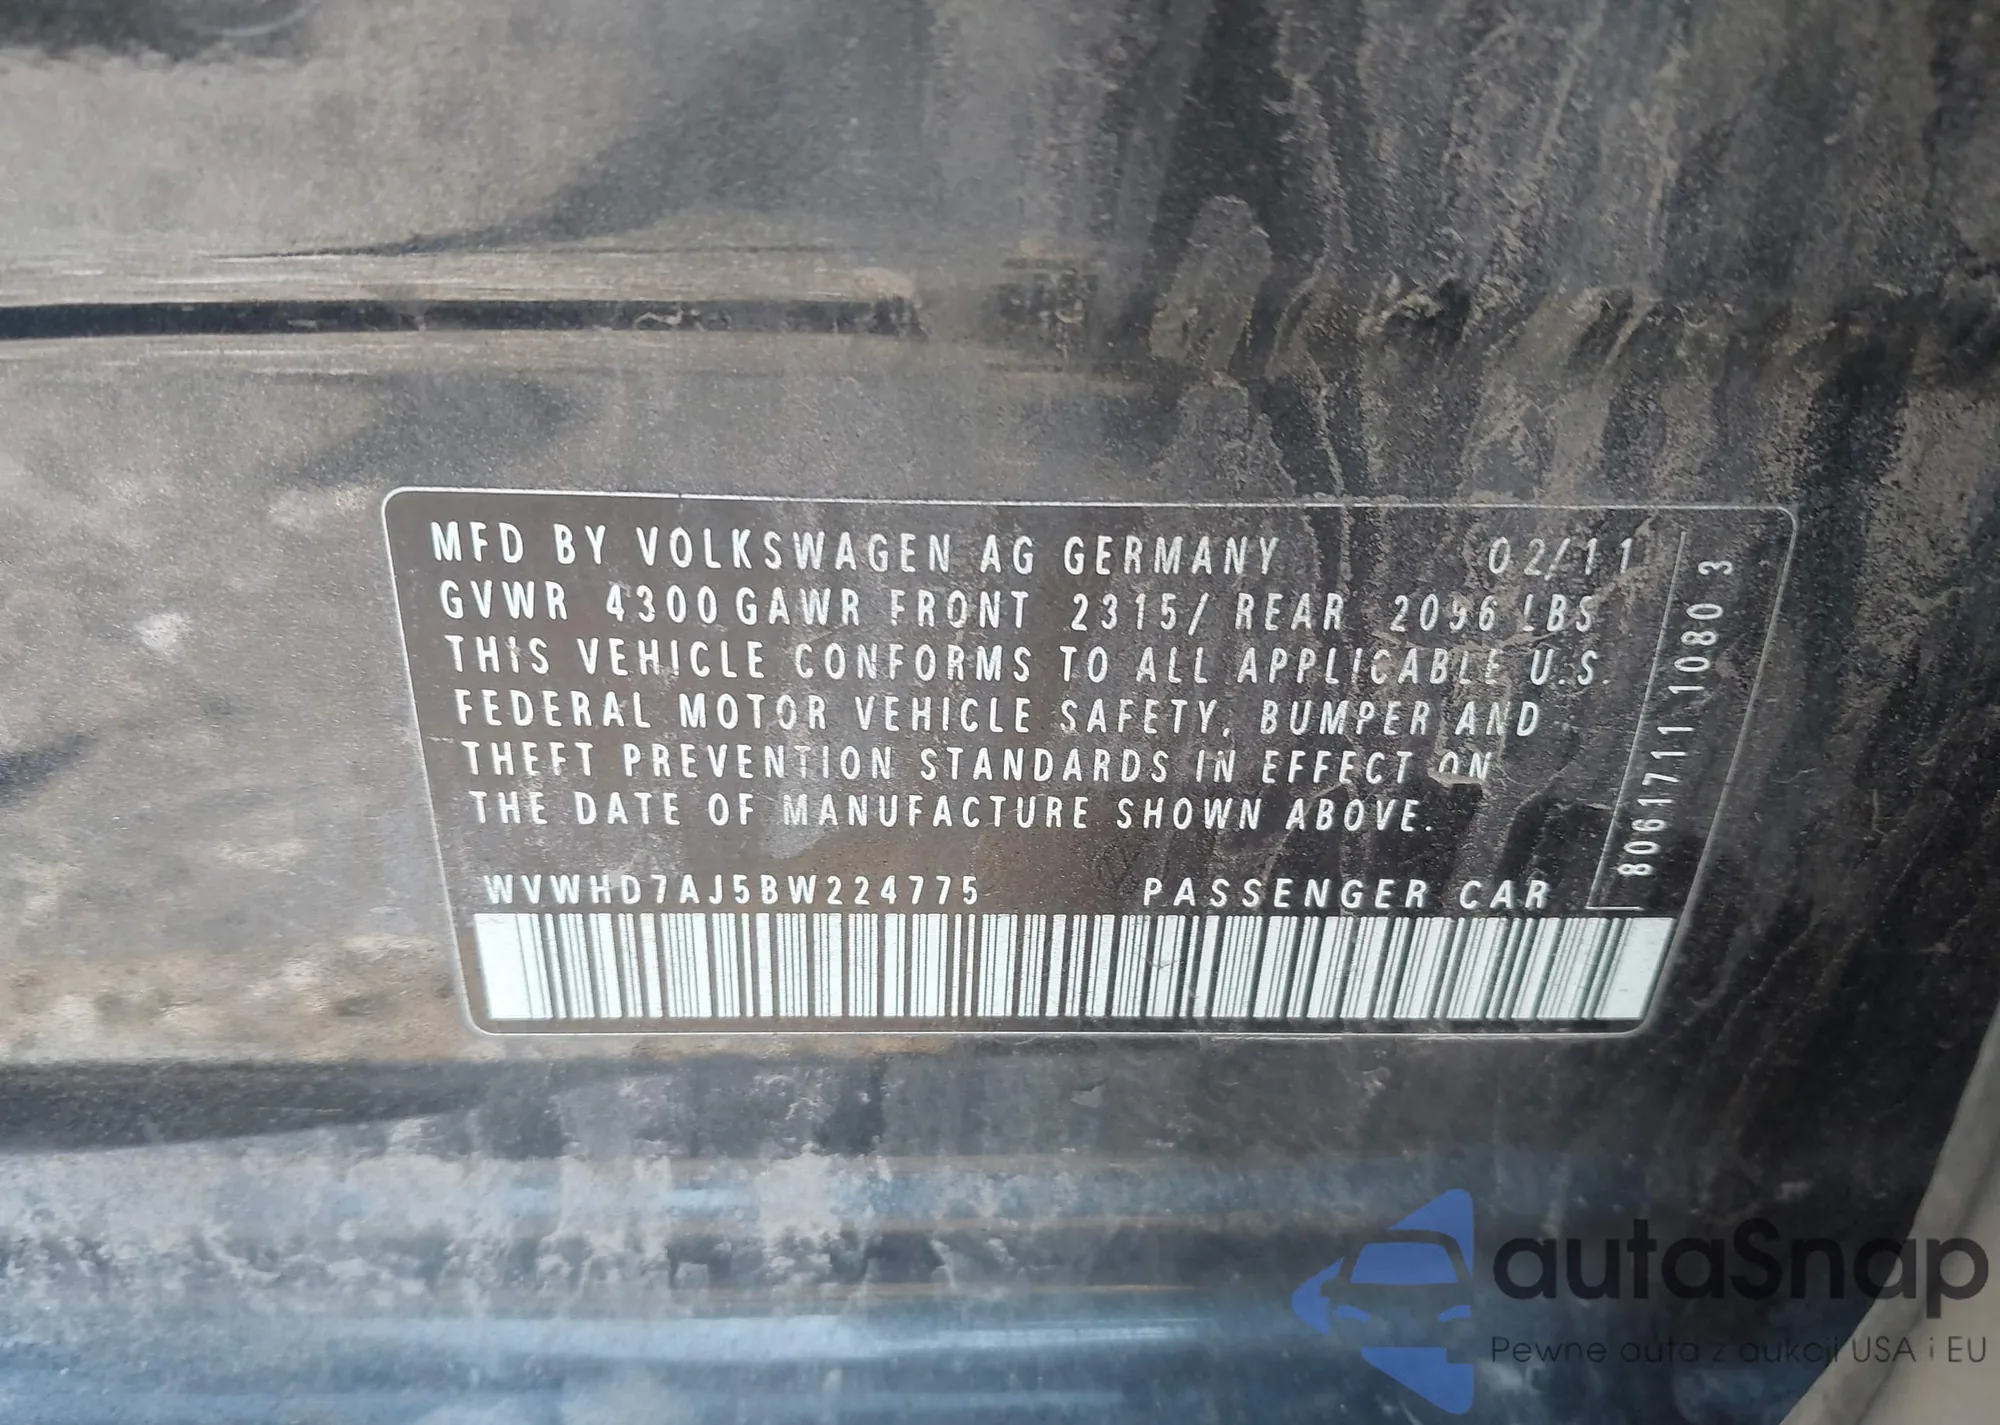 MFD BY VOLKSWAGEN AG GERMANY 02/11
GVWR 4300 GAWR FRONT 2315/ REAR 2096 LBS
THIS VEHICLE CONFORMS TO ALL APPLICABLE U.S.
FEDERAL MOTOR VEHICLE SAFETY, BUMPER AND
THEFT PREVENTION STANDARDS IN EFFECT ON
THE DATE OF MANUFACTURE SHOWN ABOVE.
WVWHD7AJ5BW224775 PASSENGER CAR
8061711 1080 3
autaSnap
Pewne auta z aukcji USA i EU